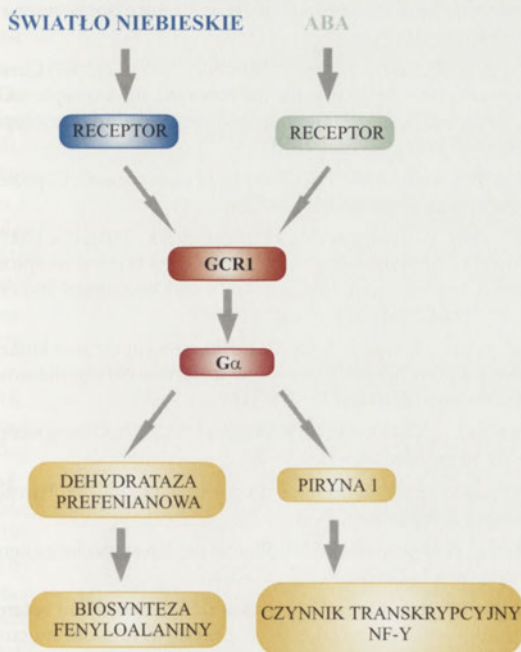 ŚWIATŁO NIEBIESKIE
ABA
RECEPTOR
RECEPTOR
GCR1
Gα
DEHYDRATAZA
PREFENIANOWA
PIRYNA 1
BIOSYNTEZA
FENYLOALANINY
CZYNNIK TRANSKRYPCYJNY
NF-Y